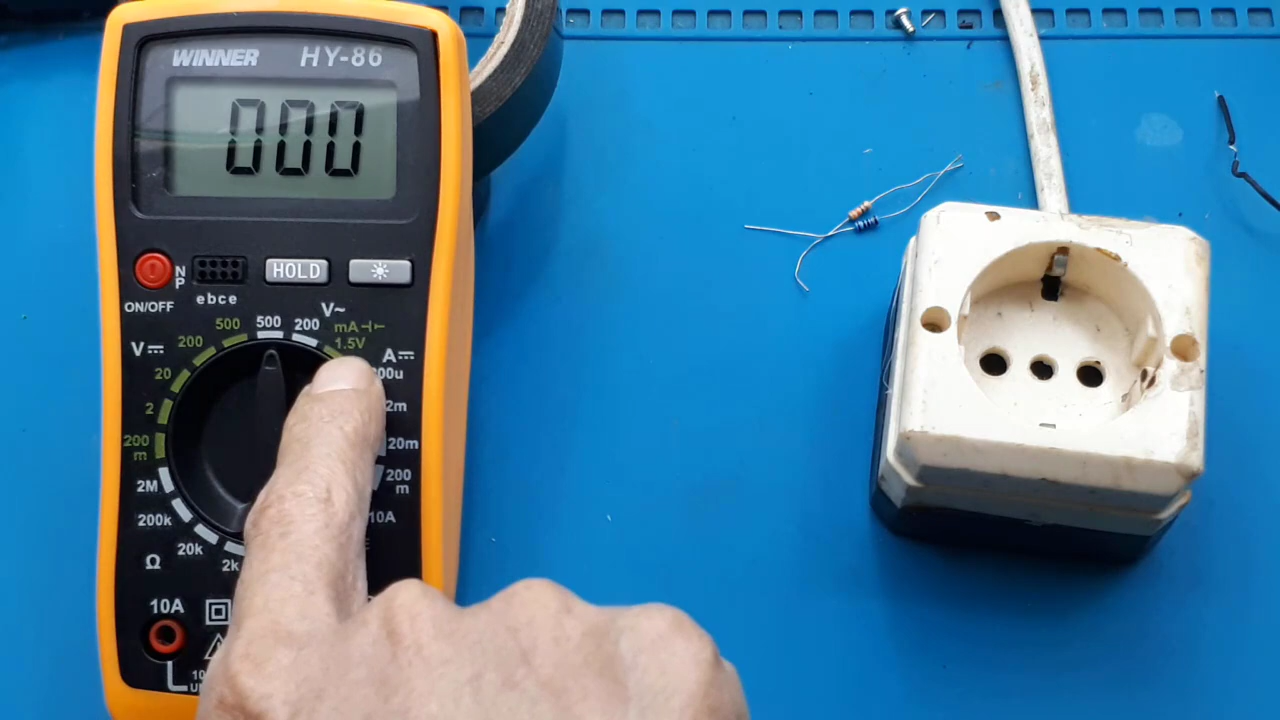 WINNER HY-86
000
ON/OFF
N
P
ebce
HOLD
V~
500
500
200
mA
1.5V
200
V
A
20
2m
2
20m
200
m
200
m
2M
10A
200k
20k
Ω
2k
10A